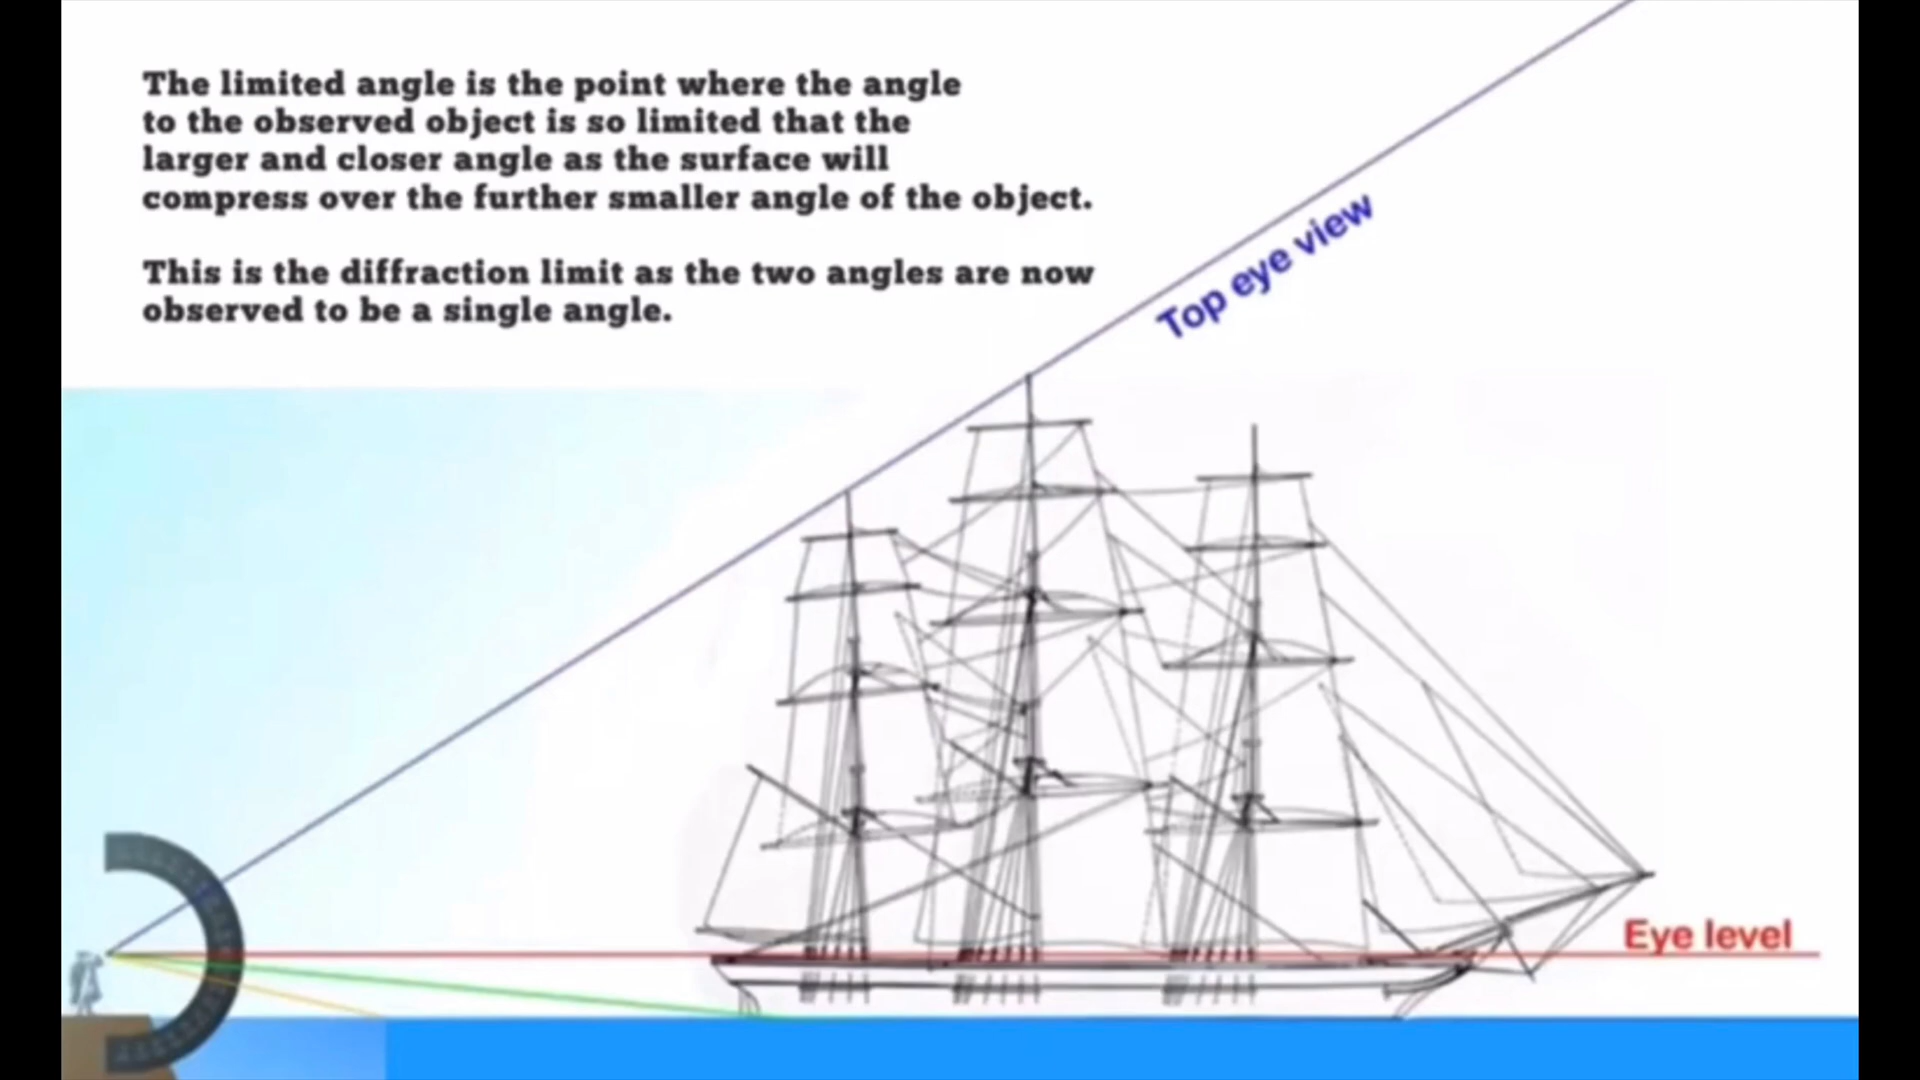 The limited angle is the point where the angle
to the observed object is so limited that the
larger and closer angle as the surface will
compress over the further smaller angle of the object.
This is the diffraction limit as the two angles are now
observed to be a single angle.
Top eye view
Eye level